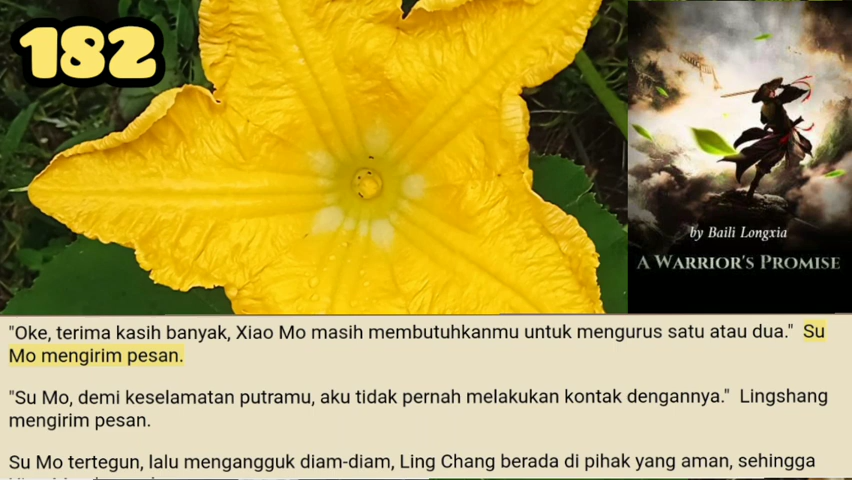 182
by Baili Longxia
A WARRIOR'S PROMISE
"Oke, terima kasih banyak, Xiao Mo masih membutuhkanmu untuk mengurus satu atau dua." Su
Mo mengirim pesan.
"Su Mo, demi keselamatan putramu, aku tidak pernah melakukan kontak dengannya." Lingshang
mengirim pesan.
Su Mo tertegun, lalu mengangguk diam-diam, Ling Chang berada di pihak yang aman, sehingga